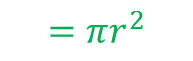 = πr²